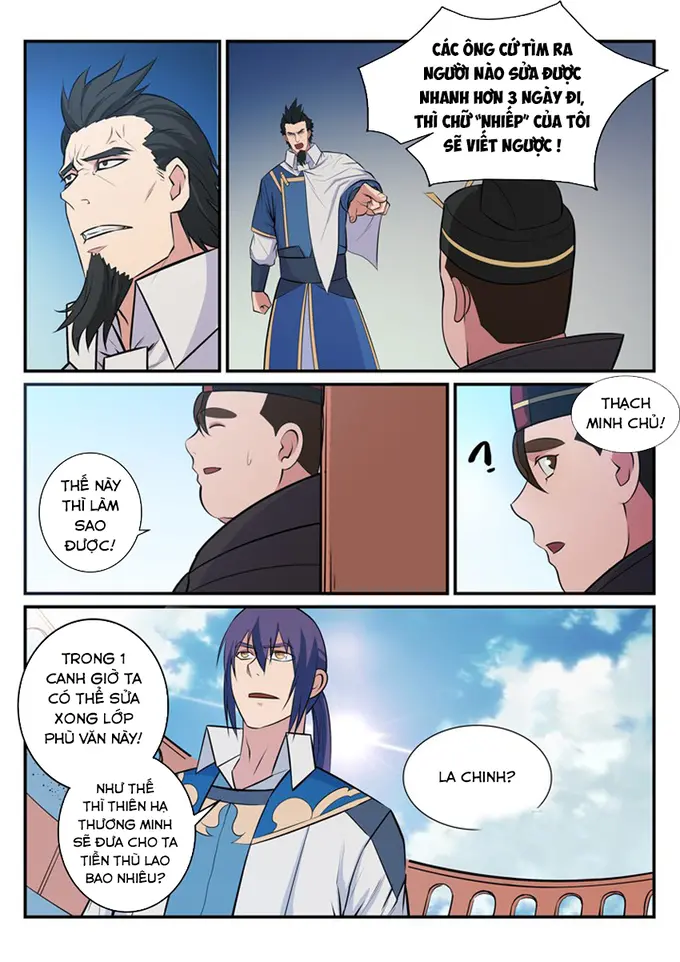 CÁC ÔNG CỨ TÌM RA
NGƯỜI NÀO SỬA ĐƯỢC
NHANH HƠN 3 NGÀY ĐI,
THÌ CHỮ "NHIẾP" CỦA TÔI
SẼ VIẾT NGƯỢC !
THẾ NÀY
THÌ LÀM
SAO
ĐƯỢC!
THẠCH
MINH CHỦ!
TRONG 1
CANH GIỜ TA
CÓ THỂ SỬA
XONG LỚP
PHÙ VĂN NÀY!
NHƯ THẾ
THÌ THIÊN HẠ
THƯƠNG MINH
SẼ ĐƯA CHO TA
TIỀN THÙ LAO
BAO NHIÊU?
LA CHINH?